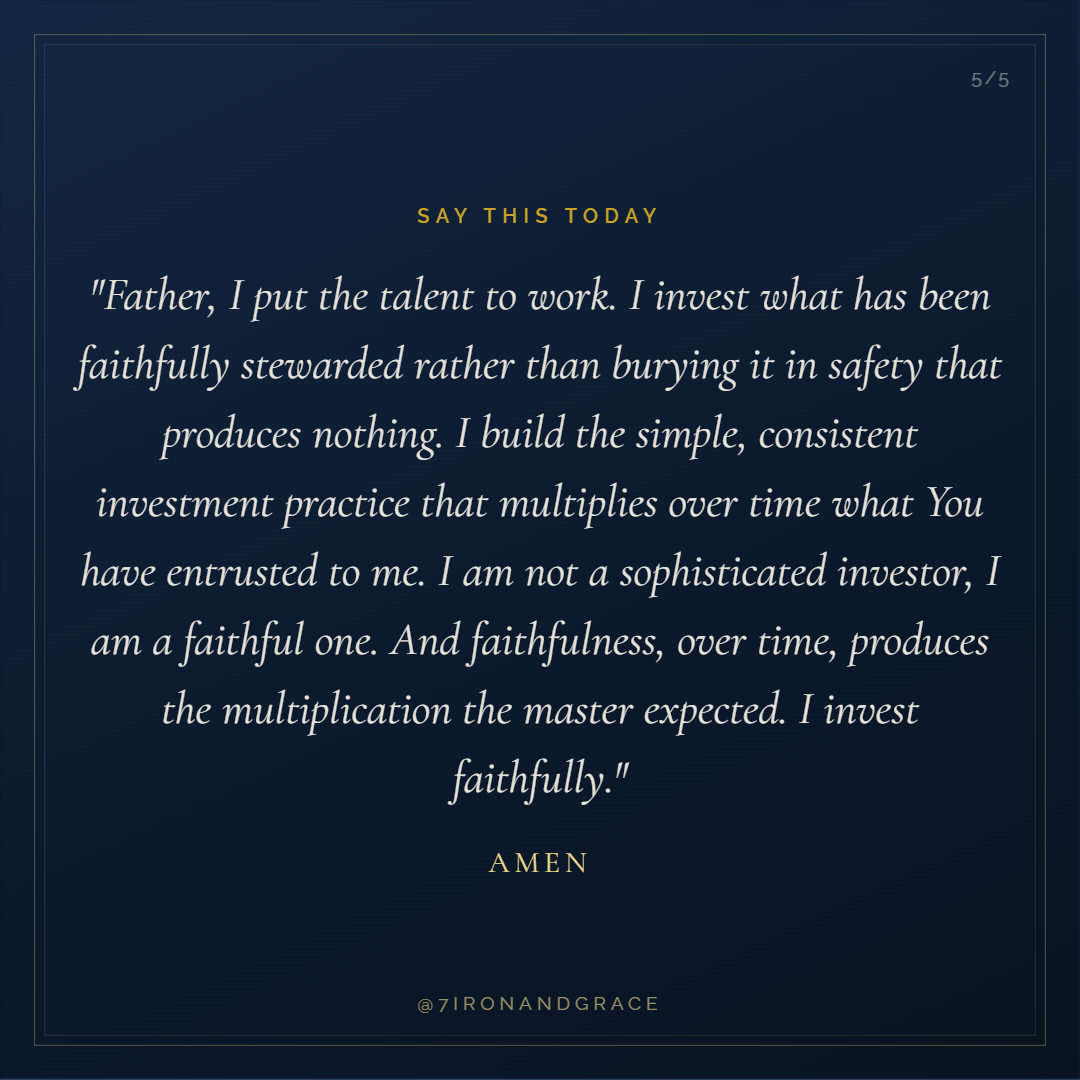 5/5
SAY THIS TODAY
"Father, I put the talent to work. I invest what has been
faithfully stewarded rather than burying it in safety that
produces nothing. I build the simple, consistent
investment practice that multiplies over time what You
have entrusted to me. I am not a sophisticated investor, I
am a faithful one. And faithfulness, over time, produces
the multiplication the master expected. I invest
faithfully."
AMEN
@7IRONANDGRACE